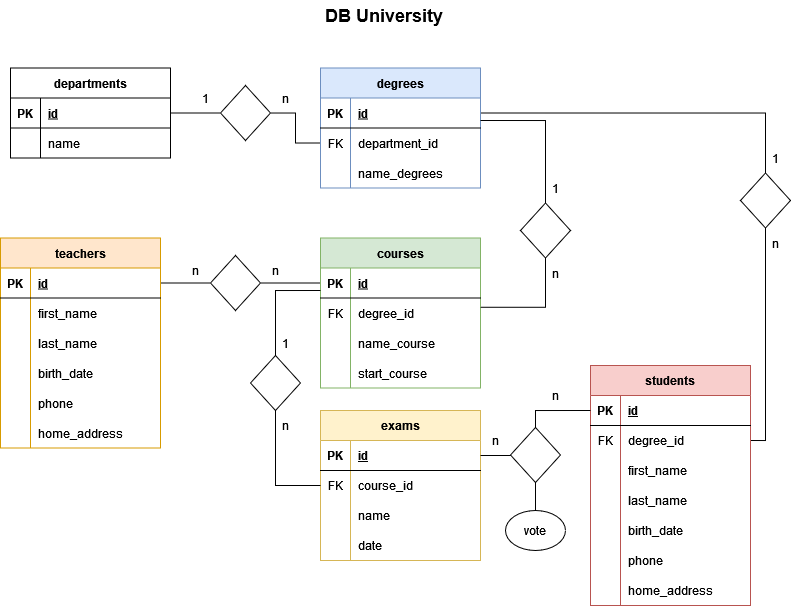 DB University
departments
PK id
name
1
n
degrees
PK id
FK department_id
name_degrees
1
n
1
n
teachers
PK id
first_name
last_name
birth_date
phone
home_address
n
n
courses
PK id
FK degree_id
name_course
start_course
1
n
exams
PK id
FK course_id
name
date
n
n
vote
students
PK id
FK degree_id
first_name
last_name
birth_date
phone
home_address